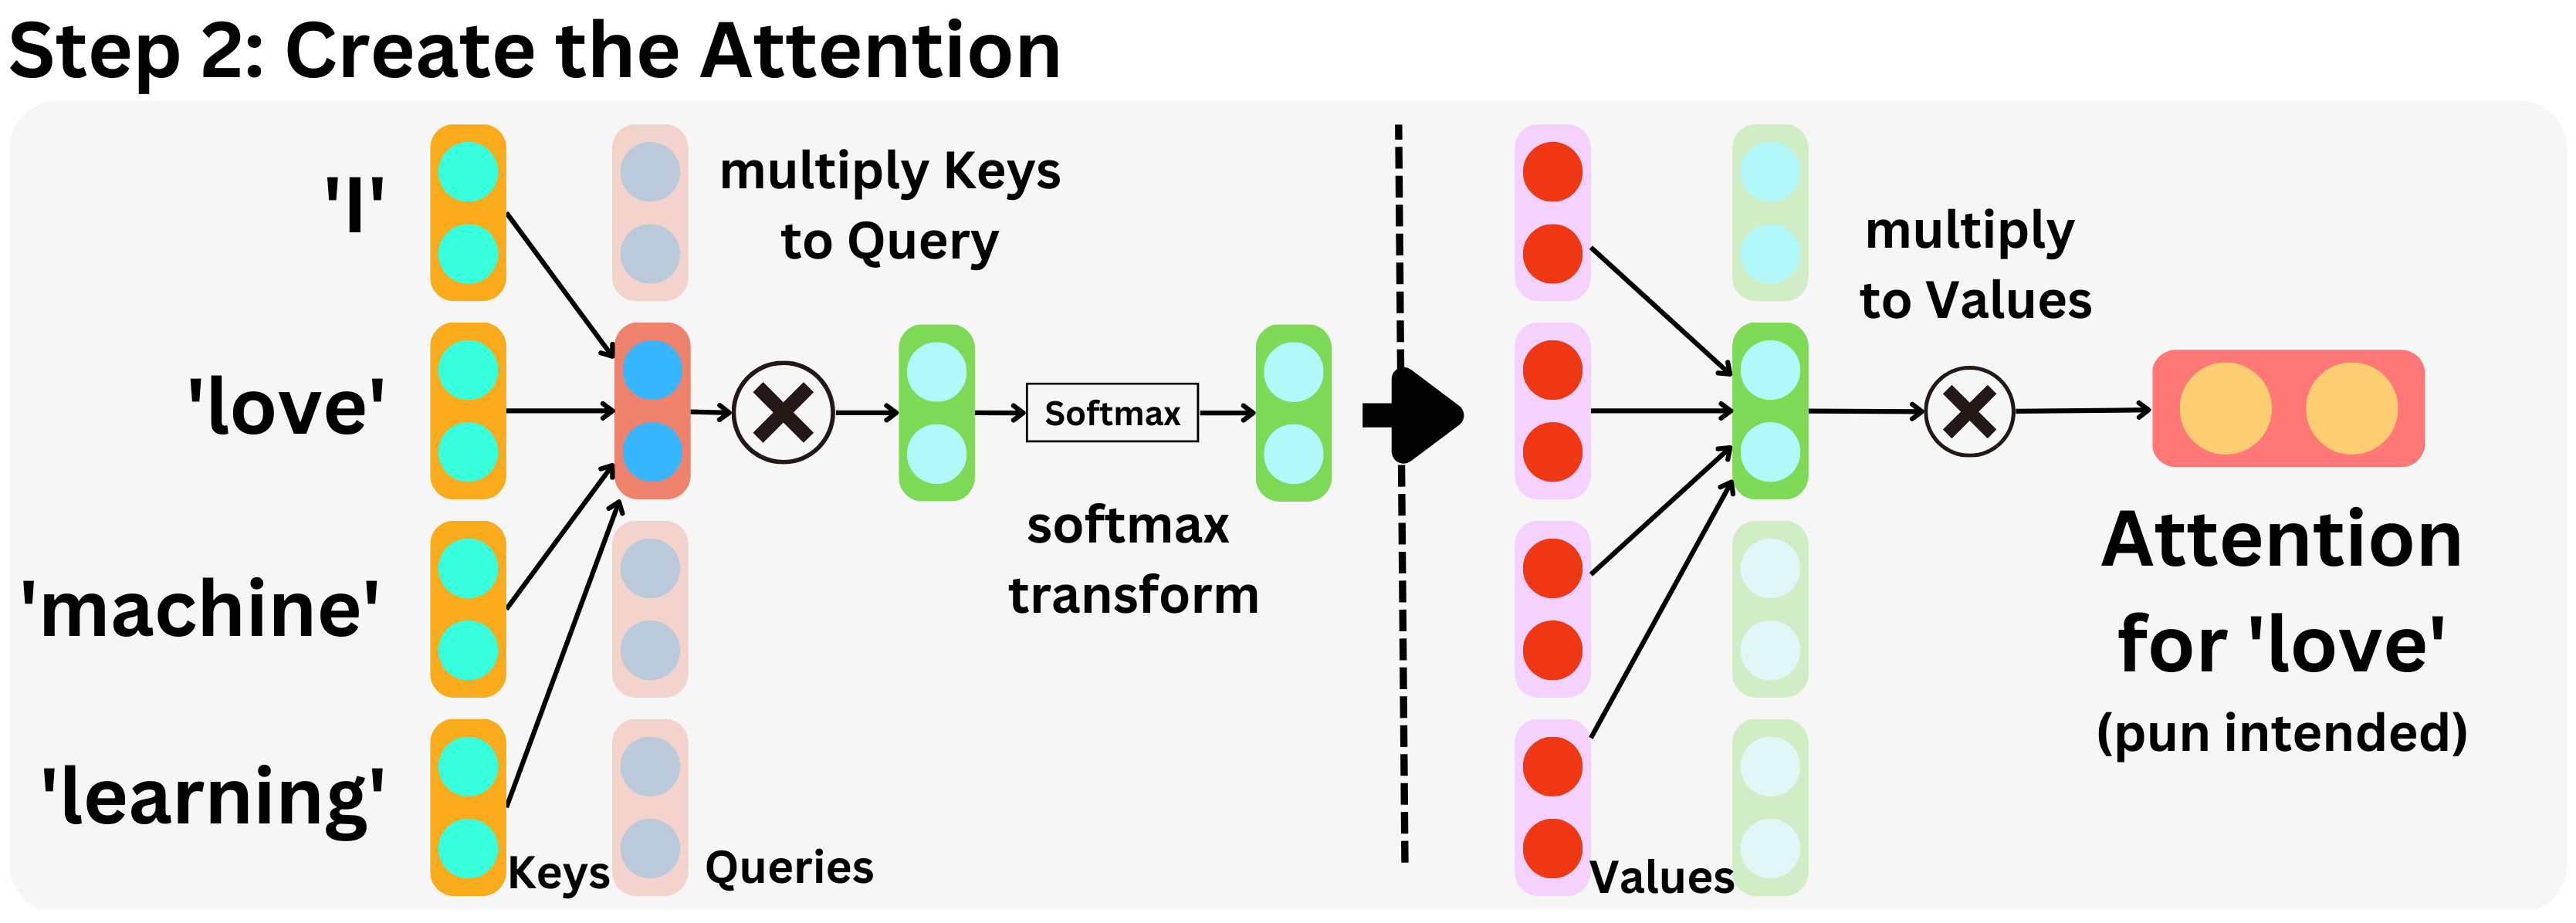 Step 2: Create the Attention
'I'
'love'
'machine'
'learning'
Keys
Queries
multiply Keys
to Query
Softmax
softmax
transform
Values
multiply
to Values
Attention
for 'love'
(pun intended)